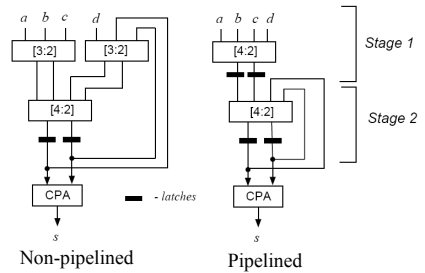 a b c d
a b c d
[3:2] [3:2]
[4:2]
Stage 1
[4:2]
[4:2]
Stage 2
CPA
- latches
CPA
s
s
Non-pipelined
Pipelined